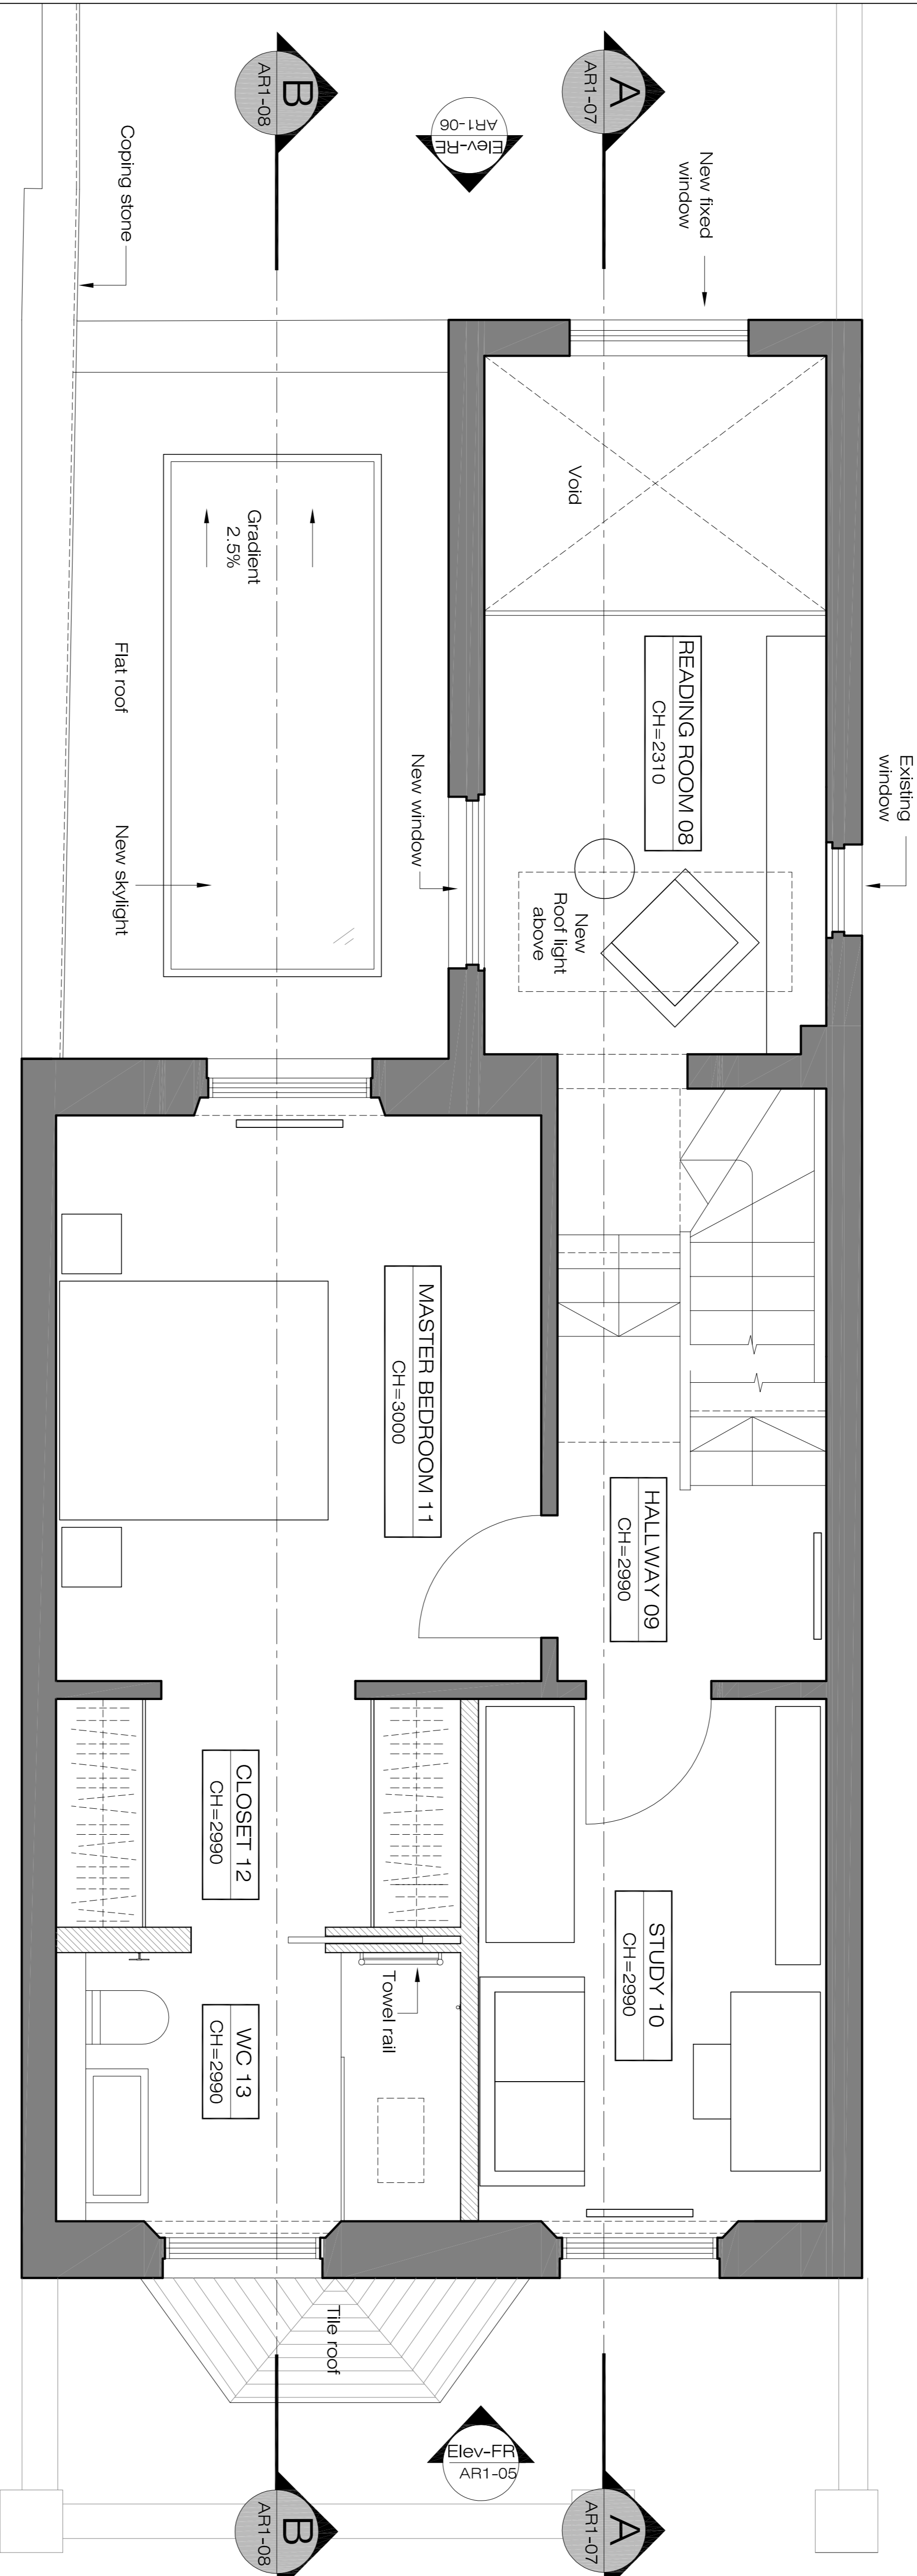 B
AR1-08
A
AR1-07
Elev-RE
AR1-06
Coping stone
New fixed
window
Void
Gradient
2.5%
Flat roof
New skylight
READING ROOM 08
CH=2310
Existing
window
New window
New
Roof light
above
MASTER BEDROOM 11
CH=3000
HALLWAY 09
CH=2990
CLOSET 12
CH=2990
STUDY 10
CH=2990
Towel rail
WC 13
CH=2990
Tile roof
Elev-FR
AR1-05
B
AR1-08
A
AR1-07